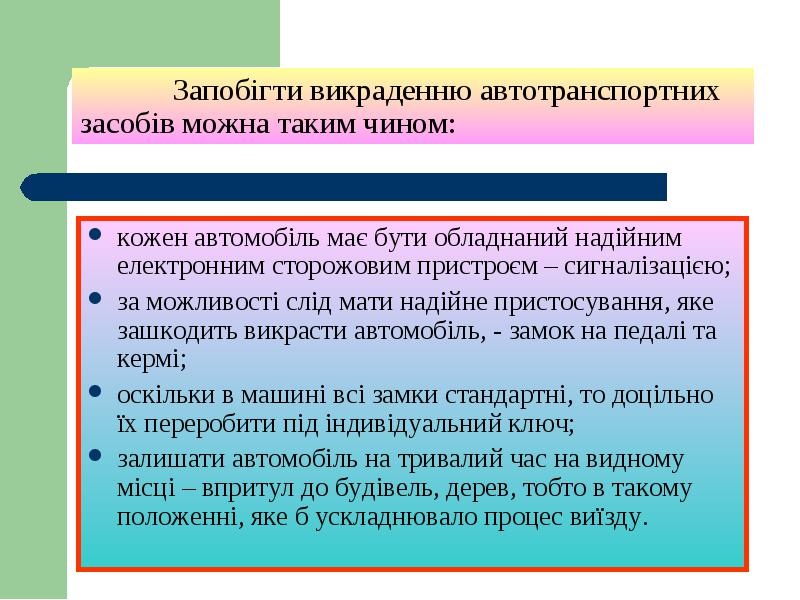 Запобігти викраденню автотранспортних
засобів можна таким чином:
кожен автомобіль має бути обладнаний надійним
електронним сторожовим пристроєм – сигналізацією;
за можливості слід мати надійне пристосування, яке
зашкодить викрасти автомобіль, - замок на педалі та
кермі;
оскільки в машині всі замки стандартні, то доцільно
їх переробити під індивідуальний ключ;
залишати автомобіль на тривалий час на видному
місці – впритул до будівель, дерев, тобто в такому
положенні, яке б ускладнювало процес виїзду.